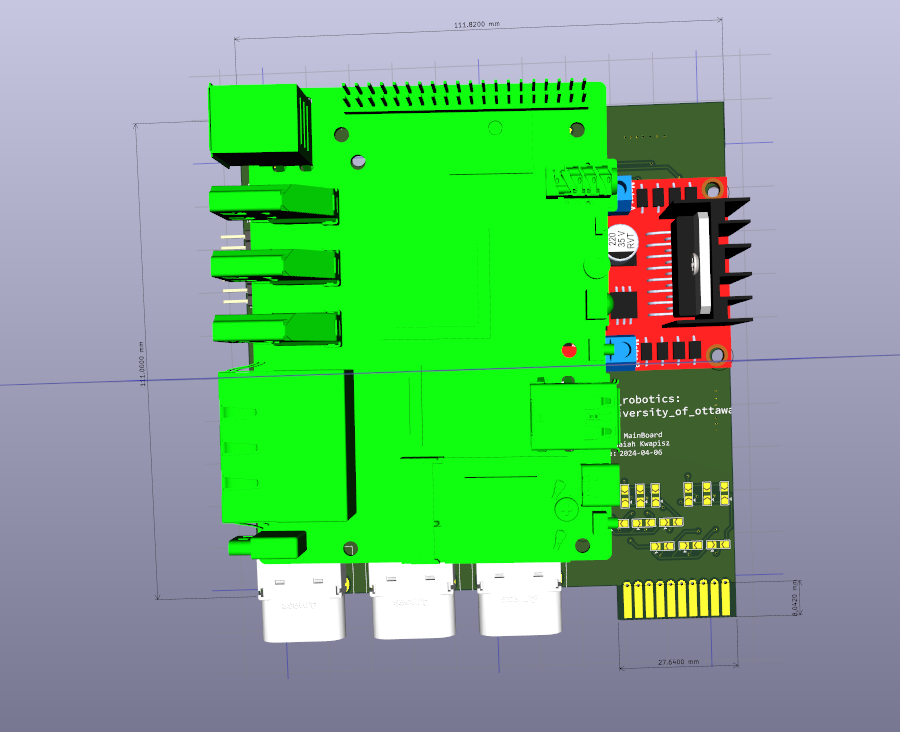 111.8200 mm
220
35 V
RVT
111.0000 mm
robotics:
versity_of_ottawa
MainBoard
aiah Kwapisz
: 2024-04-06
27.6400 mm
8.0420 mm